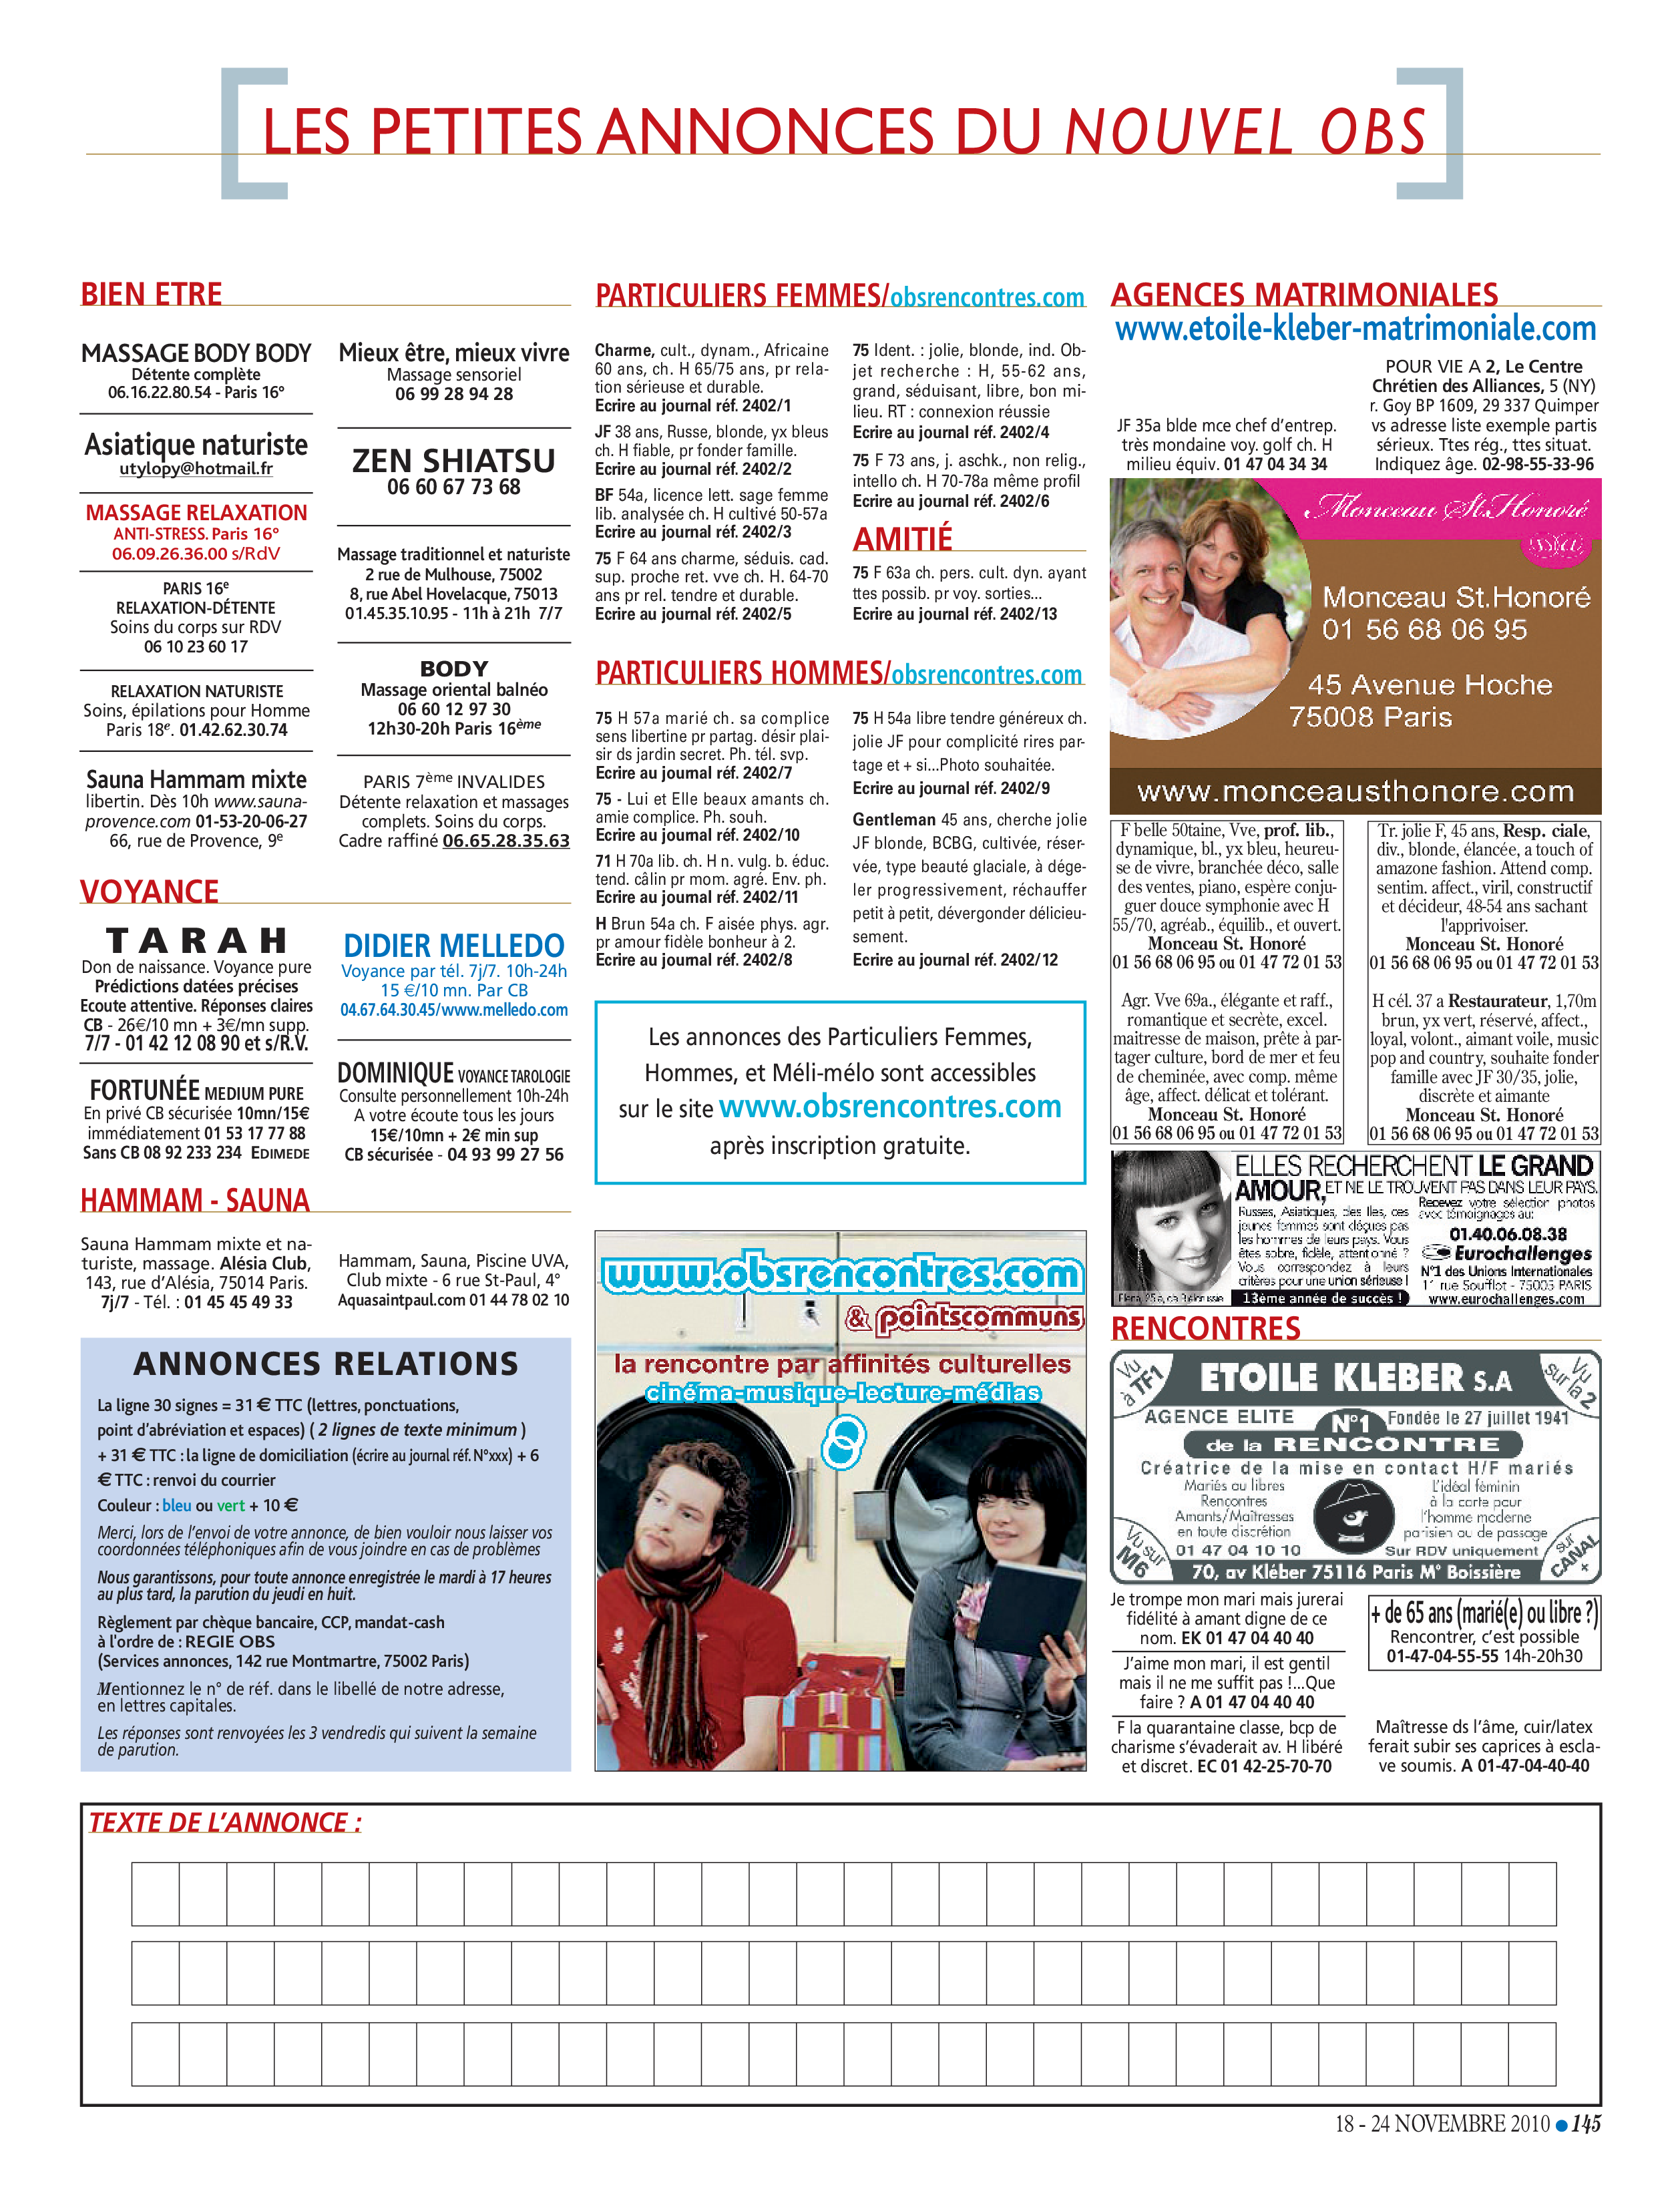 LES PETITES ANNONCES DU NOUVEL OBS
BIEN ETRE
MASSAGE BODY BODY
Détente complète
06.16.22.80.54 - Paris 16°
Asiatique naturiste
utylopy@hotmail.fr
MASSAGE RELAXATION
ANTI-STRESS. Paris 16°
06.09.26.36.00 s/RdV
PARIS 16e
RELAXATION-DÉTENTE
Soins du corps sur RDV
06 10 23 60 17
RELAXATION NATURISTE
Soins, épilations pour Homme
Paris 18e. 01.42.62.30.74
Sauna Hammam mixte
libertin. Dès 10h www.sauna-
provence.com 01-53-20-06-27
66, rue de Provence, 9e
Mieux être, mieux vivre
Massage sensoriel
06 99 28 94 28
ZEN SHIATSU
06 60 67 73 68
Massage traditionnel et naturiste
2 rue de Mulhouse, 75002
8, rue Abel Hovelacque, 75013
01.45.35.10.95 - 11h à 21h 7/7
BODY
Massage oriental balnéo
06 60 12 97 30
12h30-20h Paris 16ème
PARIS 7ème INVALIDES
Détente relaxation et massages
complets. Soins du corps.
Cadre raffiné 06.65.28.35.63
VOYANCE
TARAH
Don de naissance. Voyance pure
Prédictions datées précises
Ecoute attentive. Réponses claires
CB - 26€/10 mn + 3€/mn supp.
7/7 - 01 42 12 08 90 et s/R.V.
FORTUNÉE MEDIUM PURE
En privé CB sécurisée 10mn/15€
immédiatement 01 53 17 77 88
Sans CB 08 92 233 234 EDIMEDE
DIDIER MELLEDO
Voyance par tél. 7j/7. 10h-24h
15 €/10 mn. Par CB
04.67.64.30.45/www.melledo.com
DOMINIQUE VOYANCE TAROLOGIE
Consulte personnellement 10h-24h
A votre écoute tous les jours
15€/10mn + 2€ min sup
CB sécurisée - 04 93 99 27 56
HAMMAM - SAUNA
Sauna Hammam mixte et na-
turiste, massage. Alésia Club,
143, rue d'Alésia, 75014 Paris.
7j/7 - Tél. : 01 45 45 49 33
Hammam, Sauna, Piscine UVA,
Club mixte - 6 rue St-Paul, 4°
Aquasaintpaul.com 01 44 78 02 10
ANNONCES RELATIONS
La ligne 30 signes = 31 € TTC (lettres, ponctuations,
point d'abréviation et espaces) ( 2 lignes de texte minimum )
+ 31 € TTC : la ligne de domiciliation (écrire au journal réf. N°xxx) + 6
€ TTC : renvoi du courrier
Couleur : bleu ou vert + 10 €
Merci, lors de l'envoi de votre annonce, de bien vouloir nous laisser vos
coordonnées téléphoniques afin de vous joindre en cas de problèmes
Nous garantissons, pour toute annonce enregistrée le mardi à 17 heures
au plus tard, la parution du jeudi en huit.
Règlement par chèque bancaire, CCP, mandat-cash
à l'ordre de : REGIE OBS
(Services annonces, 142 rue Montmartre, 75002 Paris)
Mentionnez le n° de réf. dans le libellé de notre adresse,
en lettres capitales.
Les réponses sont renvoyées les 3 vendredis qui suivent la semaine
de parution.
PARTICULIERS FEMMES/obsrencontres.com
Charme, cult., dynam., Africaine
60 ans, ch. H 65/75 ans, pr rela-
tion sérieuse et durable.
Ecrire au journal réf. 2402/1
JF 38 ans, Russe, blonde, yx bleus
ch. H fiable, pr fonder famille.
Ecrire au journal réf. 2402/2
BF 54a, licence lett. sage femme
lib. analysée ch. H cultivé 50-57a
Ecrire au journal réf. 2402/3
75 F 64 ans charme, séduis. cad.
sup. proche ret. vve ch. H. 64-70
ans pr rel. tendre et durable.
Ecrire au journal réf. 2402/5
75 Ident. : jolie, blonde, ind. Ob-
jet recherche : H, 55-62 ans,
grand, séduisant, libre, bon mi-
lieu. RT : connexion réussie
Ecrire au journal réf. 2402/4
75 F 73 ans, j. aschk., non relig.,
intello ch. H 70-78a même profil
Ecrire au journal réf. 2402/6
AMITIÉ
75 F 63a ch. pers. cult. dyn. ayant
ttes possib. pr voy. sorties...
Ecrire au journal réf. 2402/13
PARTICULIERS HOMMES/obsrencontres.com
75 H 57a marié ch. sa complice
sens libertine pr partag. désir plai-
sir ds jardin secret. Ph. tél. svp.
Ecrire au journal réf. 2402/7
75 - Lui et Elle beaux amants ch.
amie complice. Ph. souh.
Ecrire au journal réf. 2402/10
71 H 70a lib. ch. H n. vulg. b. éduc.
tend. câlin pr mom. agré. Env. ph.
Ecrire au journal réf. 2402/11
H Brun 54a ch. F aisée phys. agr.
pr amour fidèle bonheur à 2.
Ecrire au journal réf. 2402/8
75 H 54a libre tendre généreux ch.
jolie JF pour complicité rires par-
tage et + si...Photo souhaitée.
Ecrire au journal réf. 2402/9
Gentleman 45 ans, cherche jolie
JF blonde, BCBG, cultivée, réser-
vée, type beauté glaciale, à dége-
ler progressivement, réchauffer
petit à petit, dévergonder délicieu-
sement.
Ecrire au journal réf. 2402/12
Les annonces des Particuliers Femmes,
Hommes, et Méli-mélo sont accessibles
sur le site www.obsrencontres.com
après inscription gratuite.
www.obsrencontres.com
& pointscommuns
la rencontre par affinités culturelles
cinéma-musique-lecture-médias
AGENCES MATRIMONIALES
www.etoile-kleber-matrimoniale.com
JF 35a blde mce chef d'entrep.
très mondaine voy. golf ch. H
milieu équiv. 01 47 04 34 34
POUR VIE A 2, Le Centre
Chrétien des Alliances, 5 (NY)
r. Goy BP 1609, 29 337 Quimper
vs adresse liste exemple partis
sérieux. Ttes rég., ttes situat.
Indiquez âge. 02-98-55-33-96
Monceau St.Honoré
Monceau St.Honoré
01 56 68 06 95
45 Avenue Hoche
75008 Paris
www.monceausthonore.com
F belle 50taine, Vve, prof. lib.,
dynamique, bl., yx bleu, heureu-
se de vivre, branchée déco, salle
des ventes, piano, espère conju-
guer douce symphonie avec H
55/70, agréab., équilib., et ouvert.
Monceau St. Honoré
01 56 68 06 95 ou 01 47 72 01 53
Agr. Vve 69a., élégante et raff.,
romantique et secrète, excel.
maitresse de maison, prête à par-
tager culture, bord de mer et feu
de cheminée, avec comp. même
âge, affect. délicat et tolérant.
Monceau St. Honoré
01 56 68 06 95 ou 01 47 72 01 53
Tr. jolie F, 45 ans, Resp. ciale,
div., blonde, élancée, a touch of
amazone fashion. Attend comp.
sentim. affect., viril, constructif
et décideur, 48-54 ans sachant
l'apprivoiser.
Monceau St. Honoré
01 56 68 06 95 ou 01 47 72 01 53
H cél. 37 a Restaurateur, 1,70m
brun, yx vert, réservé, affect.,
loyal, volont., aimant voile, music
pop and country, souhaite fonder
famille avec JF 30/35, jolie,
discrète et aimante
Monceau St. Honoré
01 56 68 06 95 ou 01 47 72 01 53
ELLES RECHERCHENT LE GRAND
AMOUR, ET NE LE TROUVENT PAS DANS LEUR PAYS.
Russes, Asiatiques, des Iles, ces
jeunes femmes sont déçues par
les hommes de leurs pays. Vous
êtes sobre, fidèle, attentionné ?
Vous correspondez à leurs
critères pour une union sérieuse !
13ème année de succès !
Recevez votre sélection photos
avec témoignages au:
01.40.06.08.38
Eurochallenges
N°1 des Unions Internationales
1° rue Soufflot - 75005 PARIS
www.eurochallenges.com
RENCONTRES
Vu à TF1
ETOILE KLEBER S.A
Vu sur la 2
AGENCE ELITE N°1 Fondée le 27 juillet 1941
de la RENCONTRE
Créatrice de la mise en contact H/F mariés
Mariés ou libres
Rencontres
Amants/Maîtresses
en toute discrétion
01 47 04 10 10
L'idéal féminin
à la carte pour
l'homme moderne
parisien ou de passage
Sur RDV uniquement
Vu sur M6
sur CANAL +
70, av Kléber 75116 Paris M° Boissière
Je trompe mon mari mais jurerai
fidélité à amant digne de ce
nom. EK 01 47 04 40 40
J'aime mon mari, il est gentil
mais il ne me suffit pas !...Que
faire ? A 01 47 04 40 40
F la quarantaine classe, bcp de
charisme s'évaderait av. H libéré
et discret. EC 01 42-25-70-70
+ de 65 ans (marié(e) ou libre ?)
Rencontrer, c'est possible
01-47-04-55-55 14h-20h30
Maîtresse ds l'âme, cuir/latex
ferait subir ses caprices à escla-
ve soumis. A 01-47-04-40-40
TEXTE DE L'ANNONCE :
18 - 24 NOVEMBRE 2010 ● 145